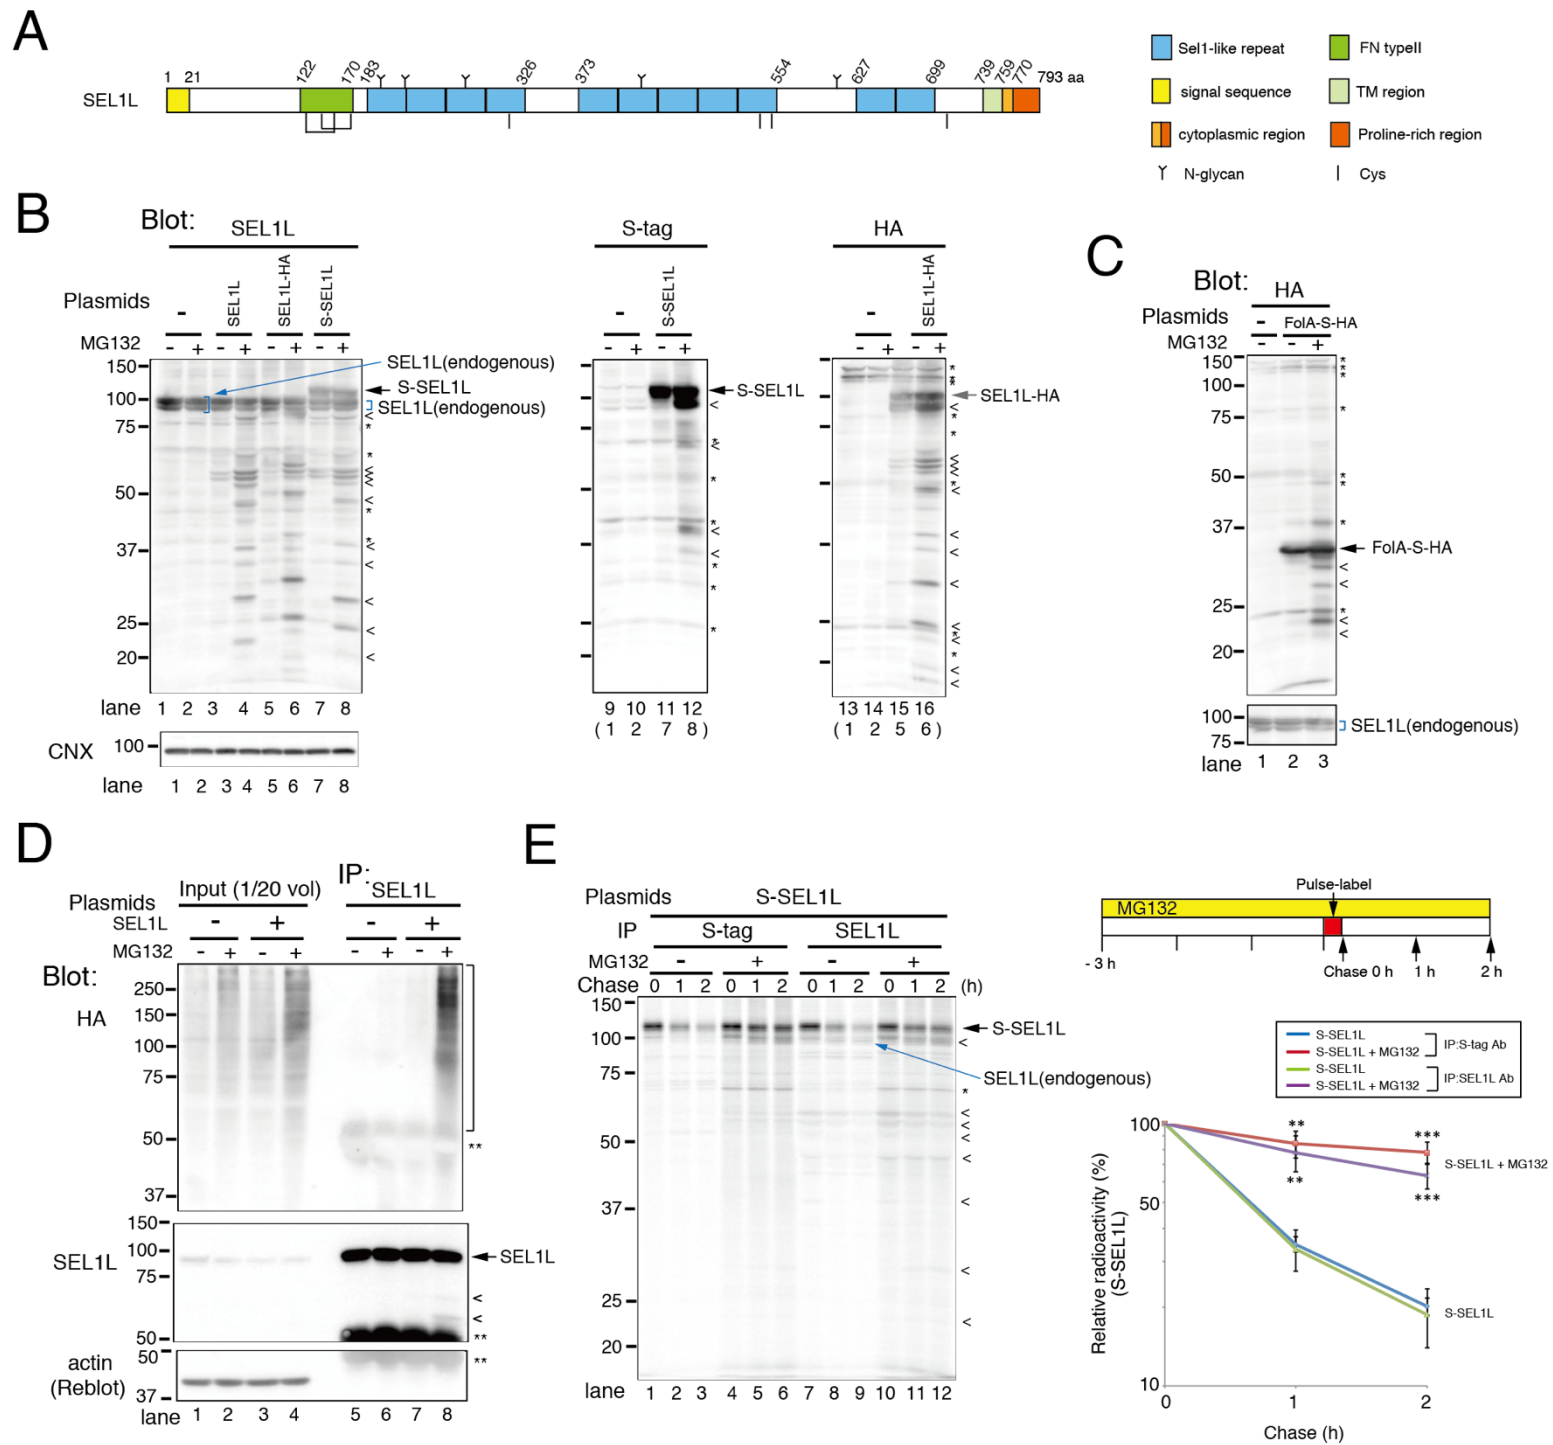 A
1 21 122 170 183 326 373 554 627 699 739 759 770 793 aa
SEL1L
Sel1-like repeat
FN typeII
signal sequence
TM region
cytoplasmic region
Proline-rich region
N-glycan
Cys
B
Blot:
SEL1L
S-tag
HA
Plasmids
- SEL1L SEL1L-HA S-SEL1L
- S-SEL1L
- SEL1L-HA
MG132 - + - + - + - +
- + - +
- + - +
150
100
75
50
37
25
20
SEL1L(endogenous)
S-SEL1L
SEL1L(endogenous)
S-SEL1L
SEL1L-HA
lane 1 2 3 4 5 6 7 8
9 10 11 12
( 1 2 7 8 )
13 14 15 16
( 1 2 5 6 )
CNX 100
lane 1 2 3 4 5 6 7 8
C
Blot:
HA
Plasmids - FolA-S-HA
MG132 - +
150
100
75
50
37
25
20
FolA-S-HA
100
75
SEL1L(endogenous)
lane 1 2 3
D
Input (1/20 vol)
IP:
SEL1L
Plasmids
SEL1L - + - +
MG132 - + - + - + - +
Blot:
HA
250
150
100
75
50
37
**
SEL1L
150
100
75
50
SEL1L
**
actin
(Reblot)
50
37
**
lane 1 2 3 4 5 6 7 8
E
Plasmids S-SEL1L
IP S-tag SEL1L
MG132 - + - +
Chase 0 1 2 0 1 2 0 1 2 0 1 2 (h)
150
100
75
50
37
25
20
S-SEL1L
SEL1L(endogenous)
lane 1 2 3 4 5 6 7 8 9 10 11 12
Pulse-label
MG132
- 3 h
Chase 0 h 1 h 2 h
S-SEL1L
S-SEL1L + MG132
IP:S-tag Ab
S-SEL1L
S-SEL1L + MG132
IP:SEL1L Ab
Relative radioactivity (%)
(S-SEL1L)
100
50
10
** ***
** ***
S-SEL1L + MG132
S-SEL1L
0 1 2
Chase (h)